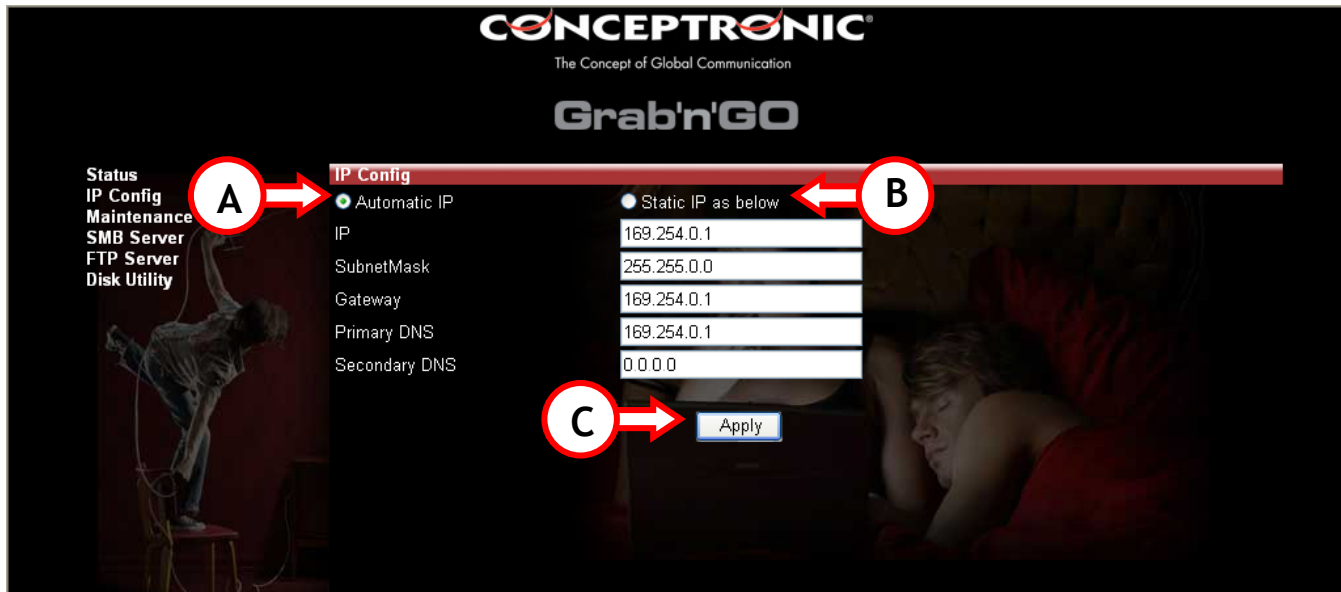 CONCEPTRONIC®
The Concept of Global Communication
Grab'n'GO
Status
IP Config
Maintenance
SMB Server
FTP Server
Disk Utility
IP Config
A
Automatic IP
Static IP as below
B
IP
169.254.0.1
SubnetMask
255.255.0.0
Gateway
169.254.0.1
Primary DNS
169.254.0.1
Secondary DNS
0.0.0.0
C
Apply